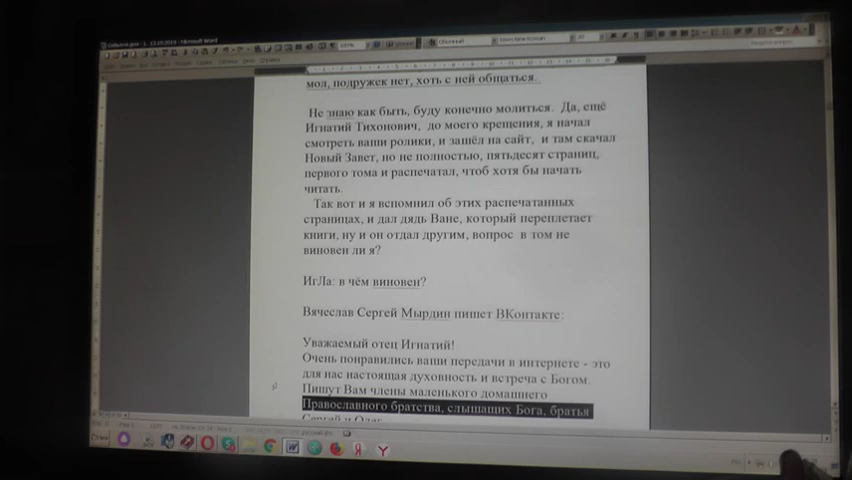 Microsoft Word
мол, подружек нет, хоть с ней общаться.
Не знаю как быть, буду конечно молиться. Да, ещё
Игнатий Тихонович, до моего крещения, я начал
смотреть ваши ролики, и зашёл на сайт, и там скачал
Новый Завет, но не полностью, пятьдесят страниц,
первого тома и распечатал, чтоб хотя бы начать
читать.
Так вот и я вспомнил об этих распечатанных
страницах, и дал дядь Ване, который переплетает
книги, ну и он отдал другим, вопрос в том не
виновен ли я?
ИгЛа: в чём виновен?
Вячеслав Сергей Мырдин пишет ВКонтакте:
Уважаемый отец Игнатий!
Очень понравились ваши передачи в интернете - это
для нас настоящая духовность и встреча с Богом.
Пишут Вам члены маленького домашнего
Православного братства, слышащих Бога, братья
Сергей и Олег